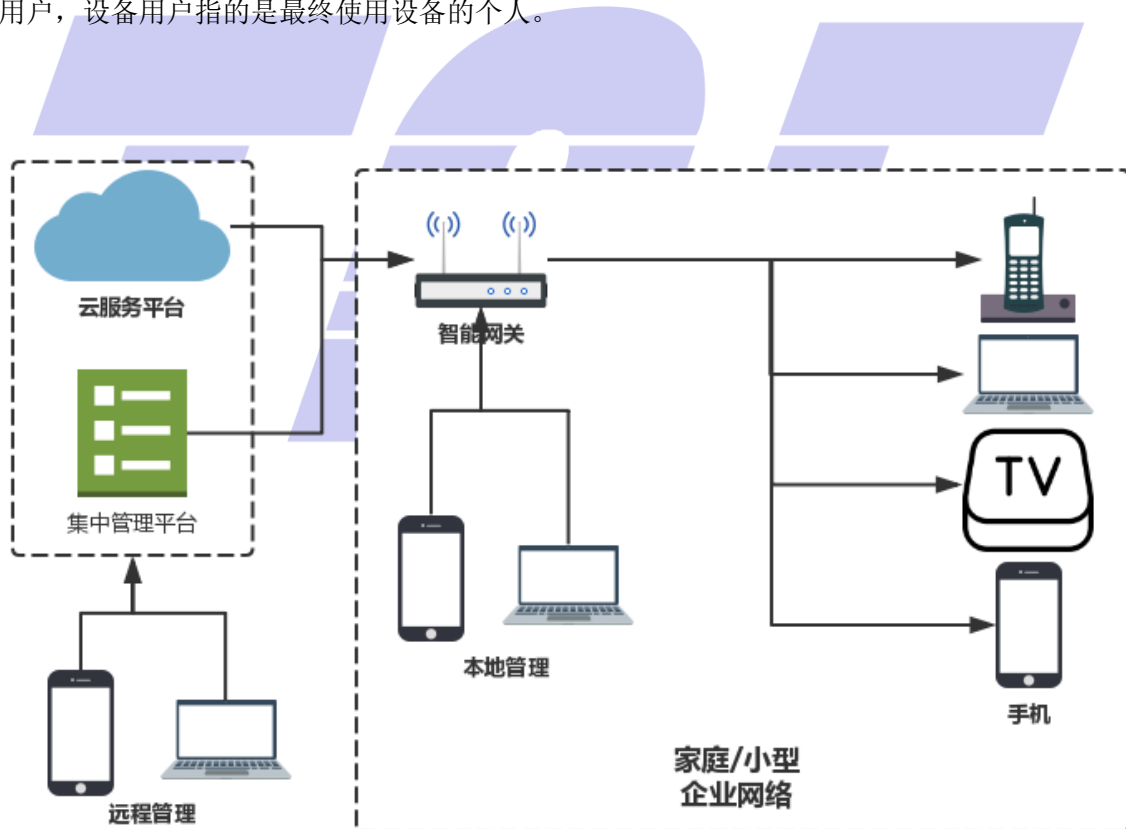 用户，设备用户指的是最终使用设备的个人。
云服务平台
智能网关
集中管理平台
TV
本地管理
手机
远程管理
家庭/小型
企业网络